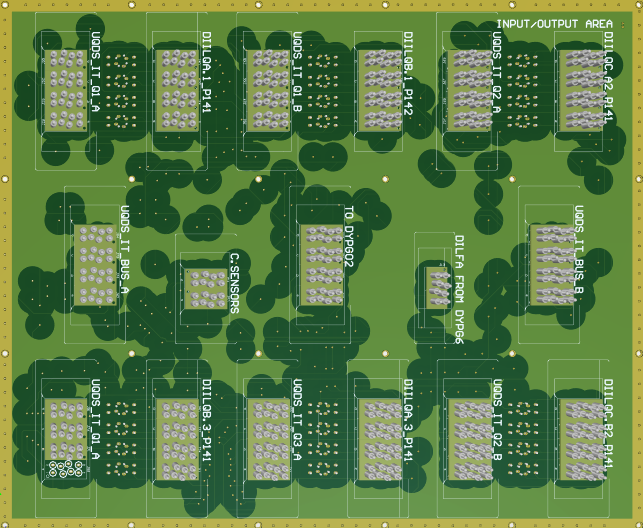 INPUT/OUTPUT AREA
UQDS_IT_Q1_A
DIILQA.1_P141
UQDS_IT_Q1_B
DIILQB.1_P142
UQDS_IT_Q2_A
DIILQC.A2_P141
UQDS_IT_BUS_A
C.SENSORS
TO DYPG02
DILFA FROM DYPG6
UQDS_IT_BUS_B
UQDS_IT_Q1_A
DIILQB.3_P141
UQDS_IT_Q3_A
DIILQA.3_P141
UQDS_IT_Q2_B
DIILQC.B2_P141